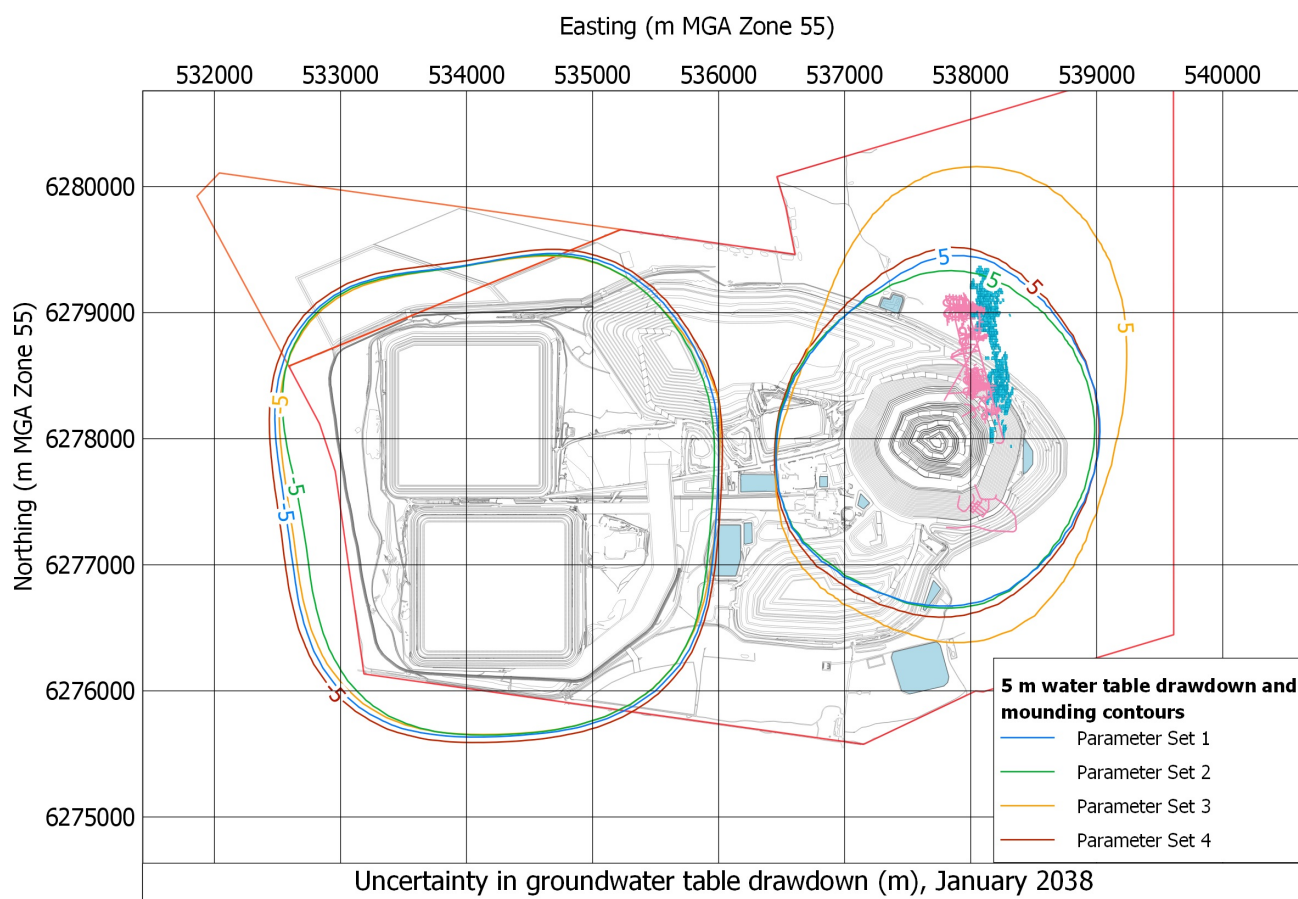 Easting (m MGA Zone 55)
532000 533000 534000 535000 536000 537000 538000 539000 540000
Northing (m MGA Zone 55)
6280000
6279000
6278000
6277000
6276000
6275000
5
5
5
5
-5
-5
-5
-5
5 m water table drawdown and
mounding contours
Parameter Set 1
Parameter Set 2
Parameter Set 3
Parameter Set 4
Uncertainty in groundwater table drawdown (m), January 2038